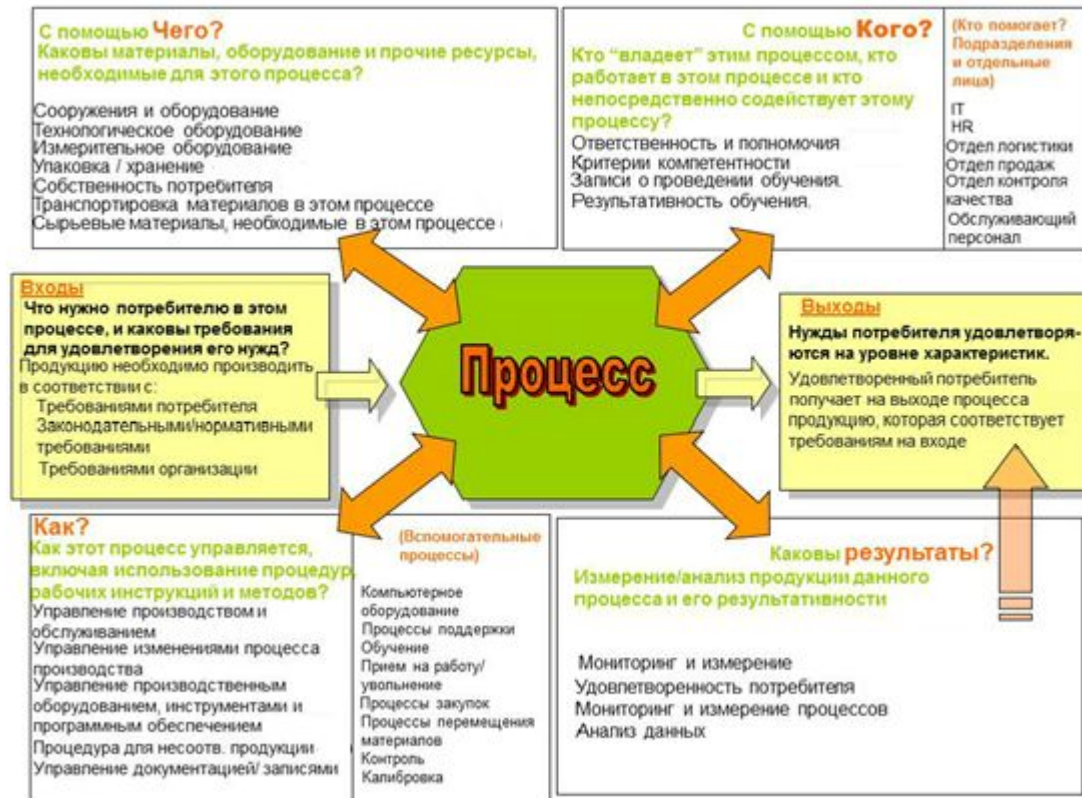 С помощью Чего?
Каковы материалы, оборудование и прочие ресурсы,
необходимые для этого процесса?
Сооружения и оборудование
Технологическое оборудование
Измерительное оборудование
Упаковка / хранение
Собственность потребителя
Транспортировка материалов в этом процессе
Сырьевые материалы, необходимые в этом процессе
С помощью Кого?
Кто “владеет” этим процессом, кто
работает в этом процессе и кто
непосредственно содействует этому
процессу?
Ответственность и полномочия
Критерии компетентности
Записи о проведении обучения.
Результативность обучения.
(Кто помогает?
Подразделения
и отдельные
лица)
IT
HR
Отдел логистики
Отдел продаж
Отдел контроля
качества
Обслуживающий
персонал
Входы
Что нужно потребителю в этом
процессе, и каковы требования
для удовлетворения его нужд?
Продукцию необходимо производить
в соответствии с:
Требованиями потребителя
Законодательными/нормативными
требованиями
Требованиями организации
Процесс
Выходы
Нужды потребителя удовлетворя-
ются на уровне характеристик.
Удовлетворенный потребитель
получает на выходе процесса
продукцию, которая соответствует
требованиям на входе
Как?
Как этот процесс управляется,
включая использование процедур,
рабочих инструкций и методов?
Управление производством и
обслуживанием
Управление изменениями процесса
производства
Управление производственным
оборудованием, инструментами и
программным обеспечением
Процедура для несоотв. продукции
Управление документацией/ записями
(Вспомогательные
процессы)
Компьютерное
оборудование
Процессы поддержки
Обучение
Прием на работу/
увольнение
Процессы закупок
Процессы перемещения
материалов
Контроль
Калибровка
Каковы результаты?
Измерение/анализ продукции данного
процесса и его результативности
Мониторинг и измерение
Удовлетворенность потребителя
Мониторинг и измерение процессов
Анализ данных